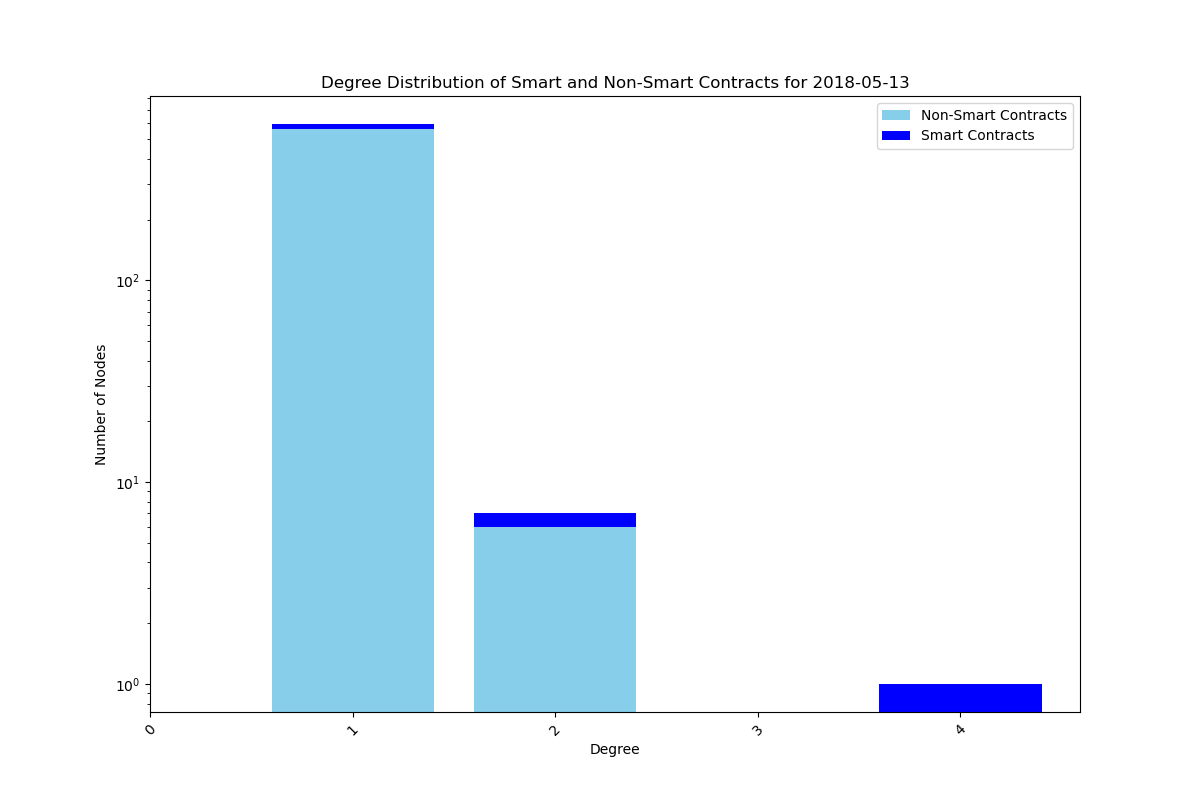 Degree Distribution of Smart and Non-Smart Contracts for 2018-05-13
Non-Smart Contracts
Smart Contracts
Number of Nodes
10²
10¹
10⁰
0
1
2
3
4
Degree